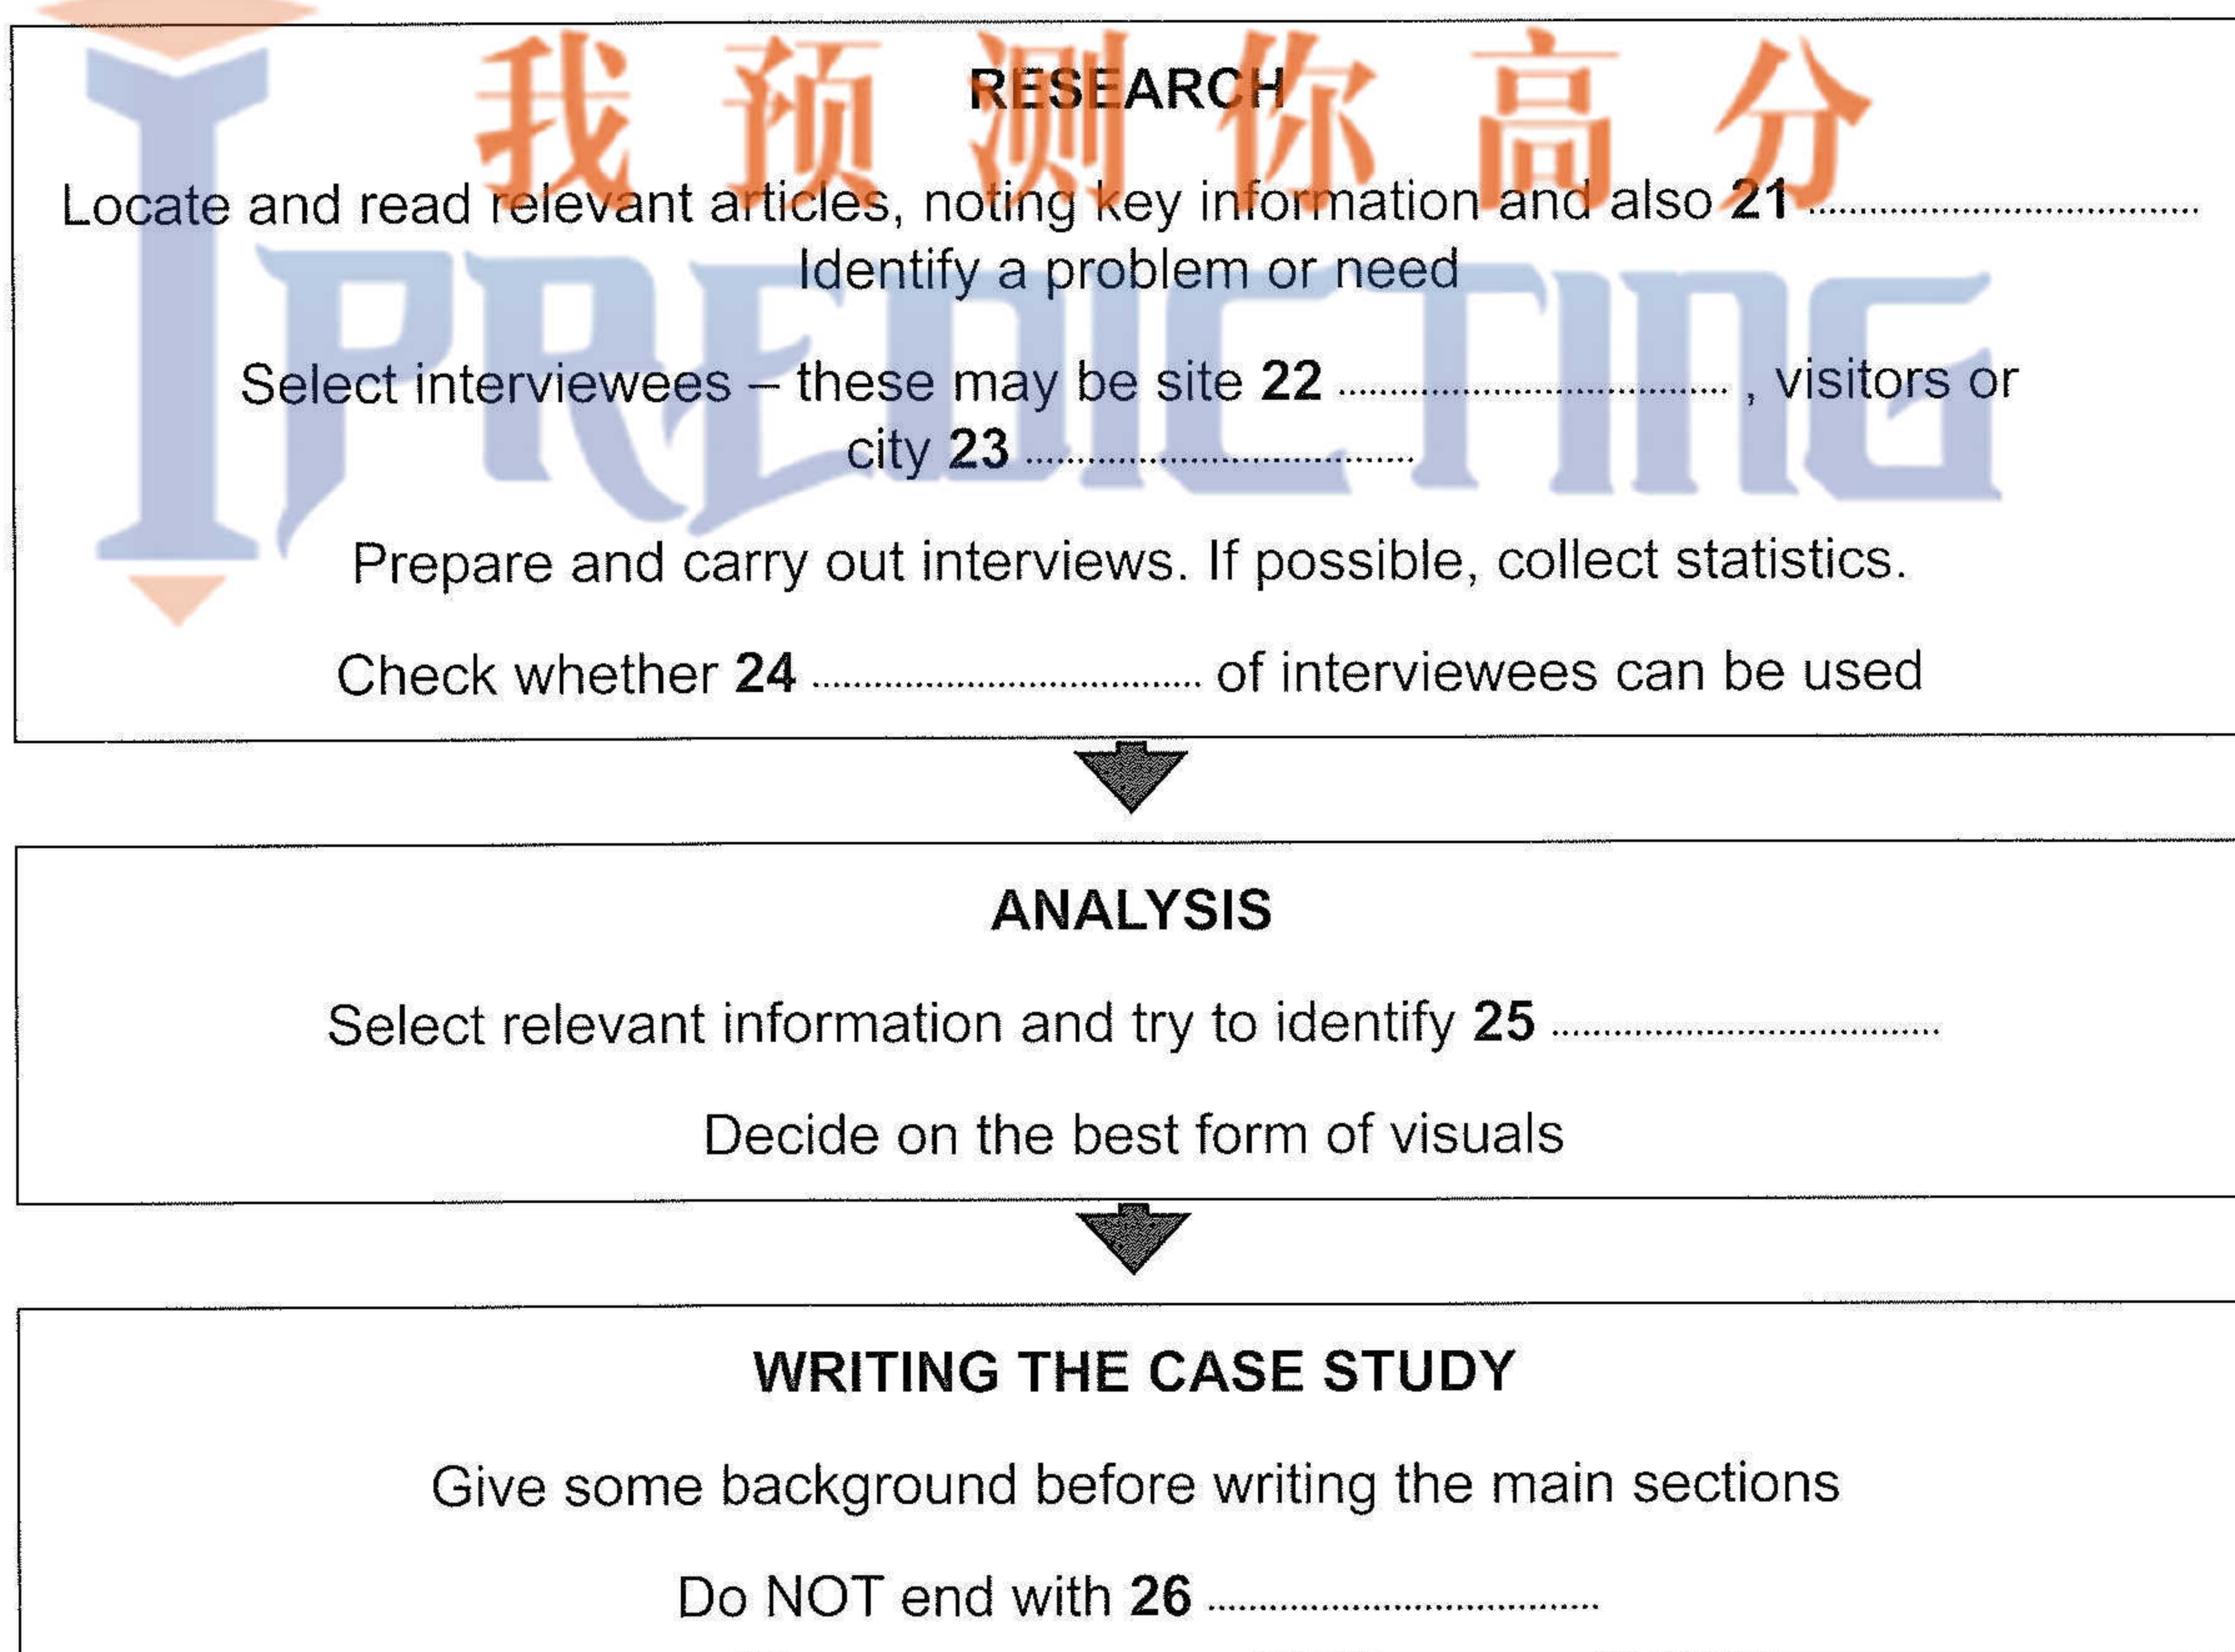 我预测你高分
IPREDICTING
RESEARCH
Locate and read relevant articles, noting key information and also 21 ......................................
Identify a problem or need
Select interviewees – these may be site 22 ...................................... , visitors or
city 23 ......................................
Prepare and carry out interviews. If possible, collect statistics.
Check whether 24 ...................................... of interviewees can be used
ANALYSIS
Select relevant information and try to identify 25 ......................................
Decide on the best form of visuals
WRITING THE CASE STUDY
Give some background before writing the main sections
Do NOT end with 26 ......................................